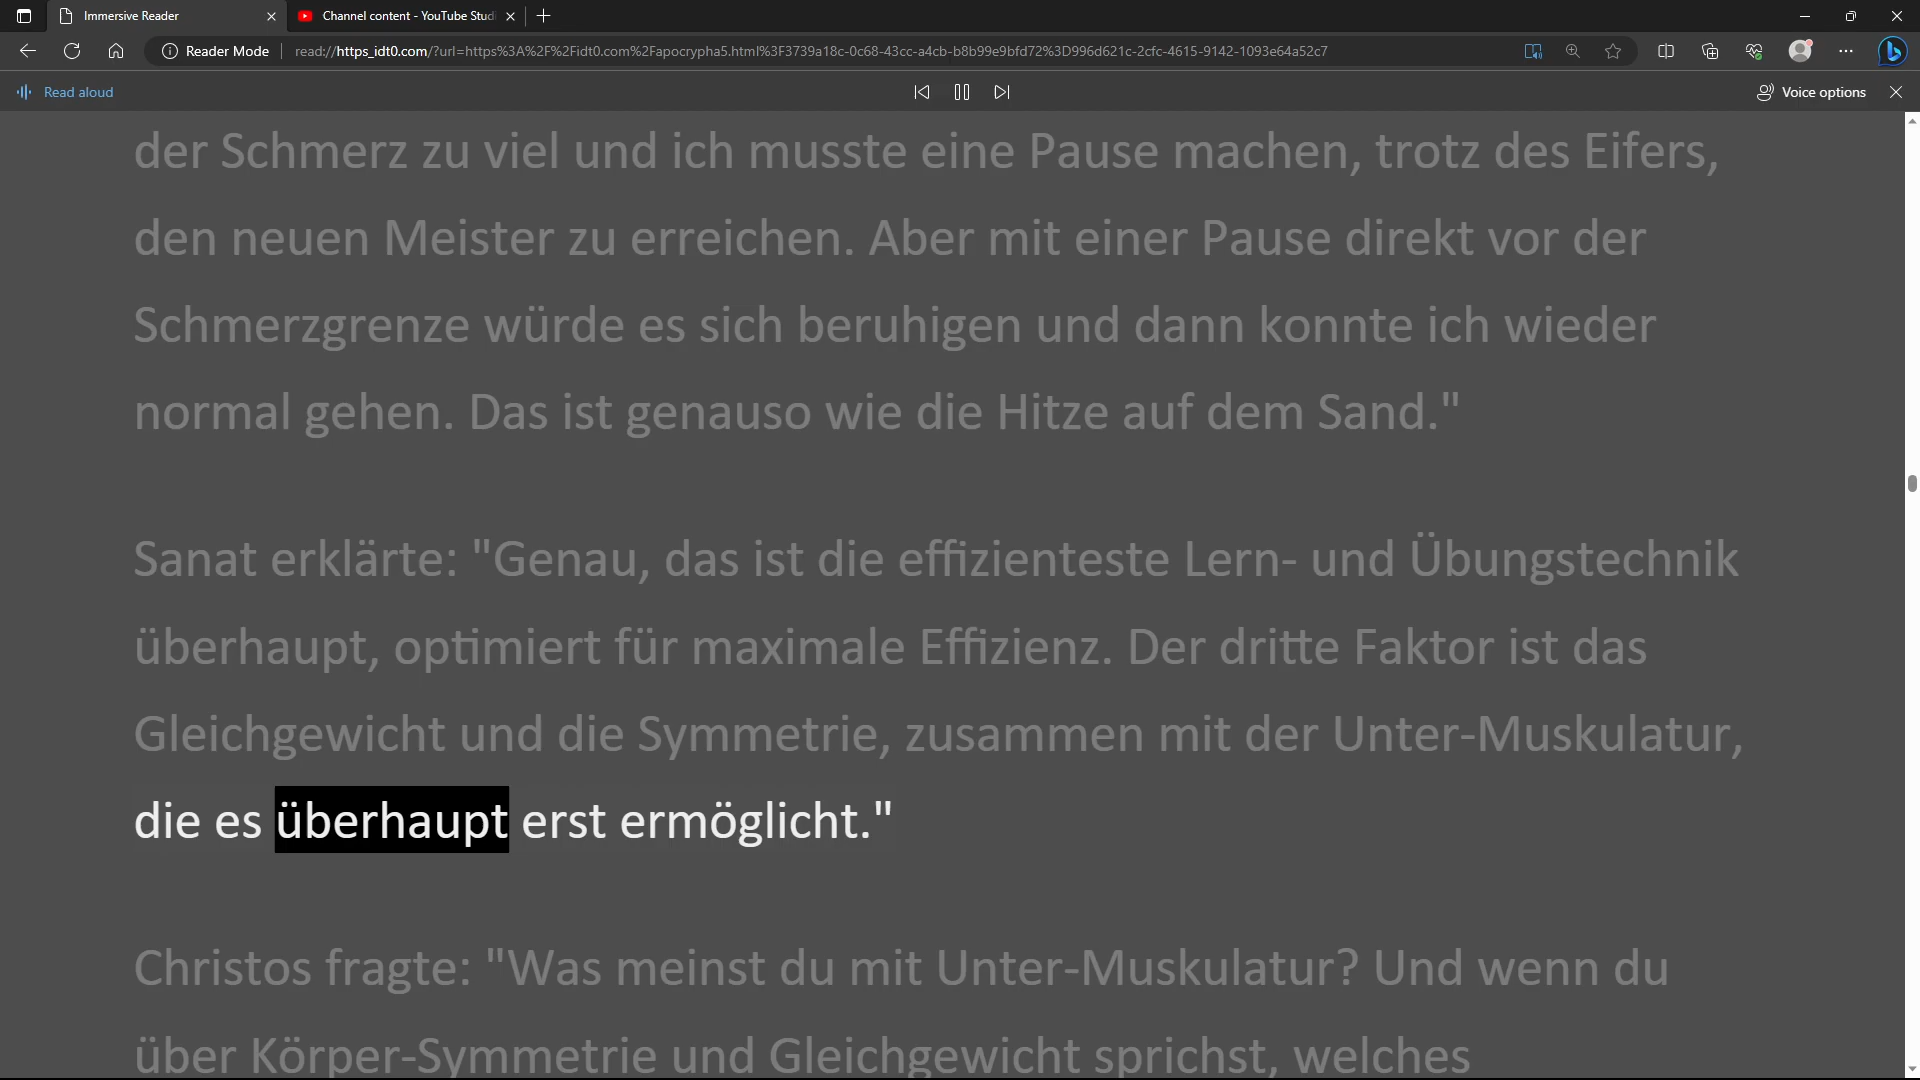 Immersive Reader
Channel content - YouTube Studi
Reader Mode
read://https_idt0.com/?url=https%3A%2F%2Fidt0.com%2Fapocrypha5.html%3F3739a18c-0c68-43cc-a4cb-b8b99e9bfd72%3D996d621c-2cfc-4615-9142-1093e64a52c7
Read aloud
Voice options
der Schmerz zu viel und ich musste eine Pause machen, trotz des Eifers,
den neuen Meister zu erreichen. Aber mit einer Pause direkt vor der
Schmerzgrenze würde es sich beruhigen und dann konnte ich wieder
normal gehen. Das ist genauso wie die Hitze auf dem Sand."
Sanat erklärte: "Genau, das ist die effizienteste Lern- und Übungstechnik
überhaupt, optimiert für maximale Effizienz. Der dritte Faktor ist das
Gleichgewicht und die Symmetrie, zusammen mit der Unter-Muskulatur,
die es überhaupt erst ermöglicht."
Christos fragte: "Was meinst du mit Unter-Muskulatur? Und wenn du
über Körper-Symmetrie und Gleichgewicht sprichst, welches